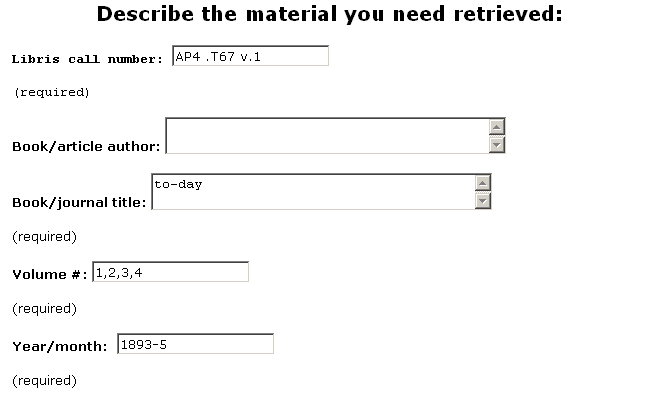 Describe the material you need retrieved:
Libris call number: AP4 .T67 v.1
(required)
Book/article author:
Book/journal title: to-day
(required)
Volume #: 1,2,3,4
(required)
Year/month: 1893-5
(required)